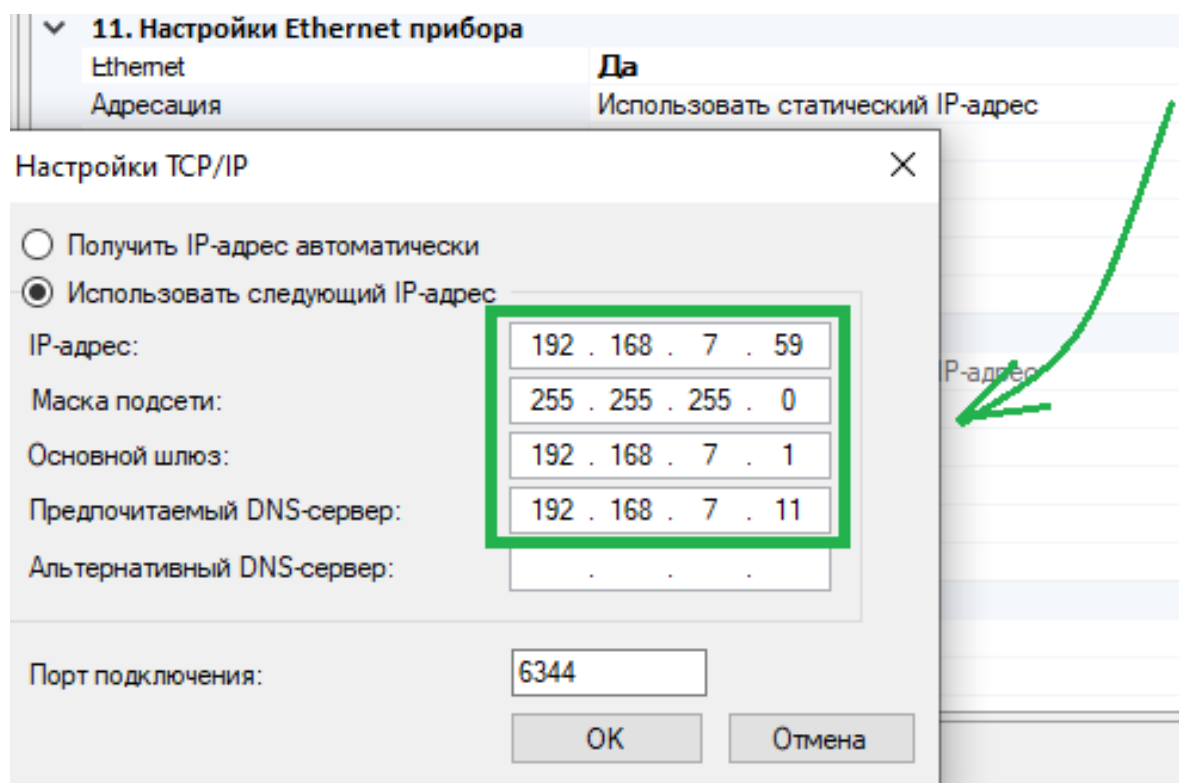 11. Настройки Ethernet прибора
Ethernet Да
Адресация Использовать статический IP-адрес
Настройки TCP/IP
Получить IP-адрес автоматически
Использовать следующий IP-адрес
IP-адрес: 192 . 168 . 7 . 59
IP-адрес
Маска подсети: 255 . 255 . 255 . 0
Основной шлюз: 192 . 168 . 7 . 1
Предпочитаемый DNS-сервер: 192 . 168 . 7 . 11
Альтернативный DNS-сервер: . . .
Порт подключения: 6344
OK Отмена